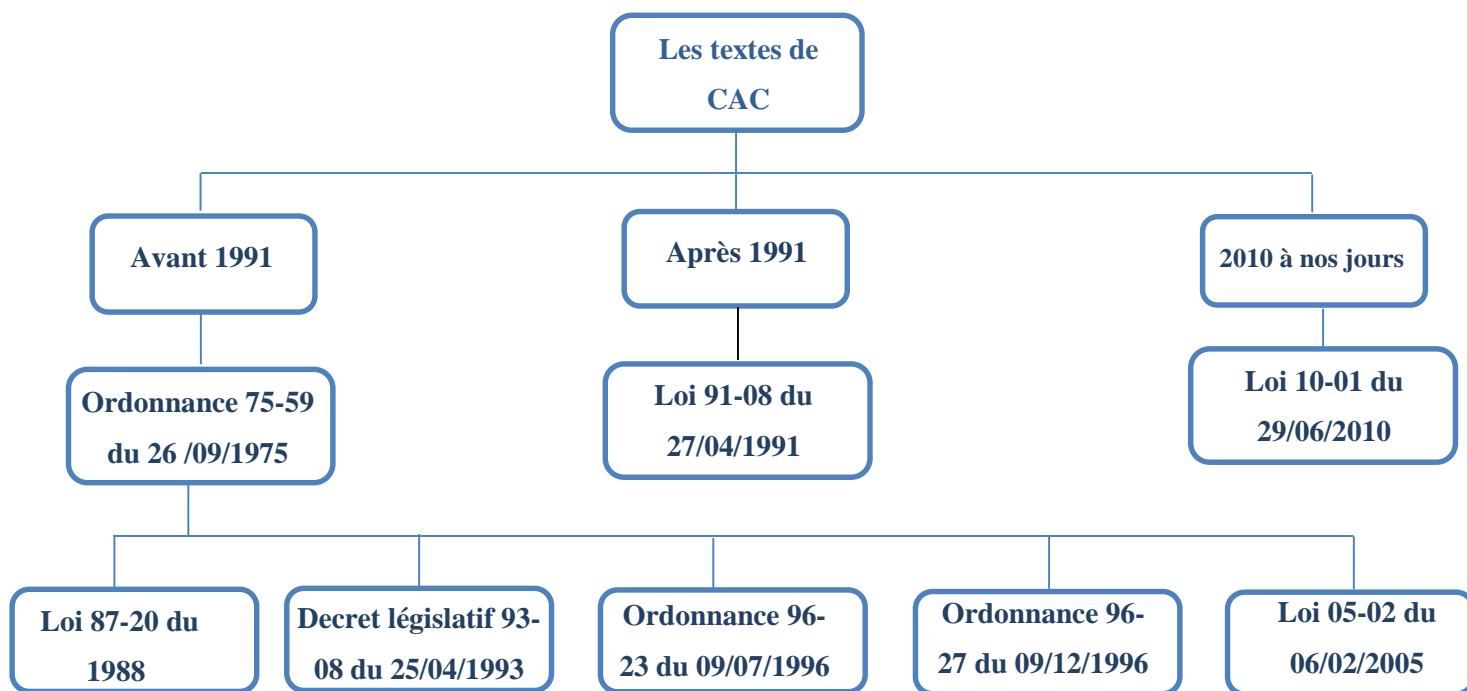 Les textes de
CAC
Avant 1991
Après 1991
2010 à nos jours
Ordonnance 75-59
du 26 /09/1975
Loi 91-08 du
27/04/1991
Loi 10-01 du
29/06/2010
Loi 87-20 du
1988
Decret législatif 93-
08 du 25/04/1993
Ordonnance 96-
23 du 09/07/1996
Ordonnance 96-
27 du 09/12/1996
Loi 05-02 du
06/02/2005